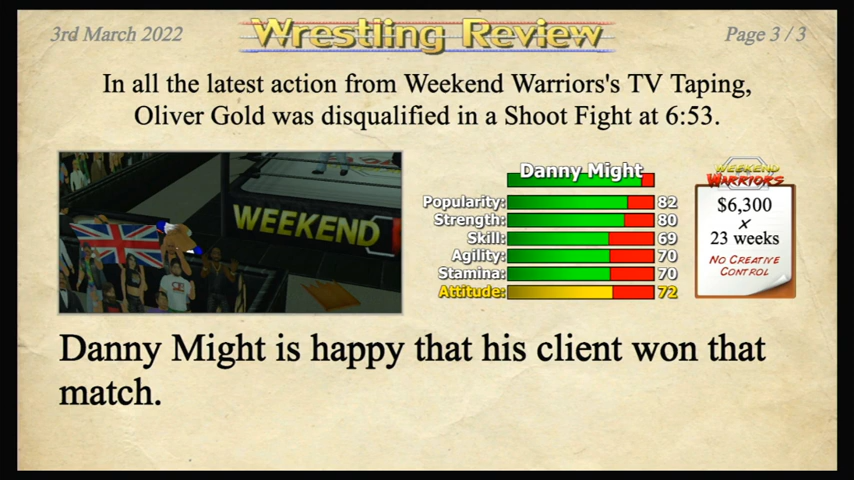 3rd March 2022
Wrestling Review
Page 3 / 3
In all the latest action from Weekend Warriors's TV Taping,
Oliver Gold was disqualified in a Shoot Fight at 6:53.
WEEKEND
Danny Might
Popularity: 82
Strength: 80
Skill: 69
Agility: 70
Stamina: 70
Attitude: 72
WEEKEND
WARRIORS
$6,300
x
23 weeks
NO CREATIVE
CONTROL
Danny Might is happy that his client won that
match.